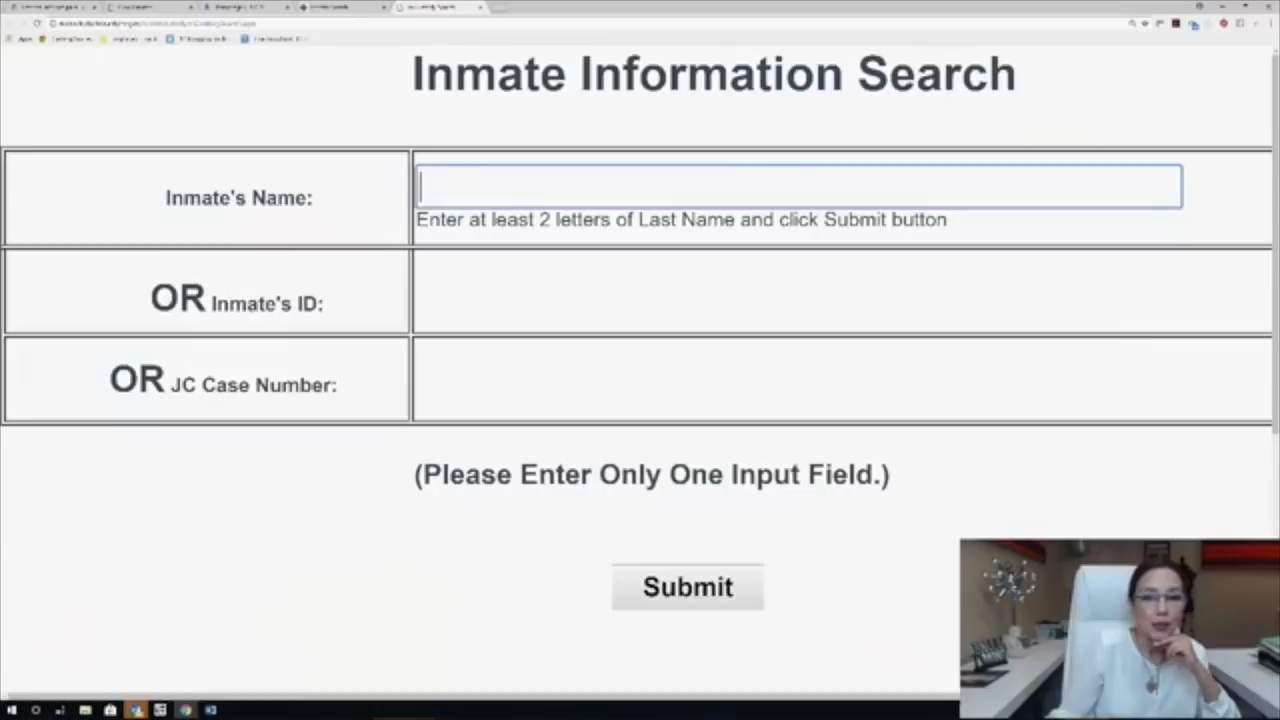 Inmate Information Search
Inmate's Name:
Enter at least 2 letters of Last Name and click Submit button
OR Inmate's ID:
OR JC Case Number:
(Please Enter Only One Input Field.)
Submit